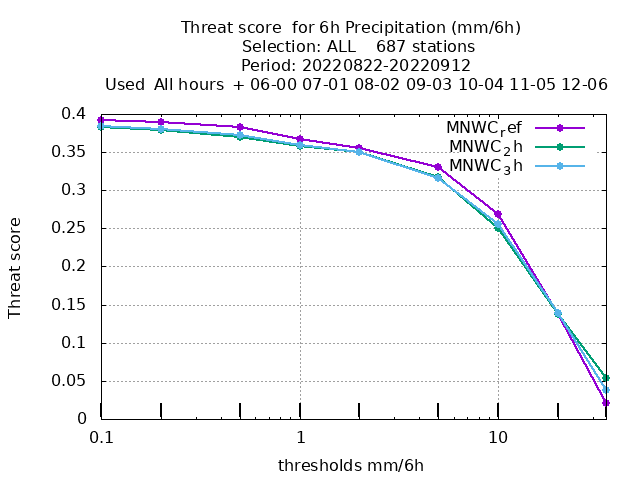 Threat score  for 6h Precipitation (mm/6h)
Selection: ALL    687 stations
Period: 20220822-20220912
Used  All hours  + 06-00 07-01 08-02 09-03 10-04 11-05 12-06
Threat score
0.4
0.35
0.3
0.25
0.2
0.15
0.1
0.05
0
MNWC_ref
MNWC_2h
MNWC_3h
0.1 1 10
thresholds mm/6h